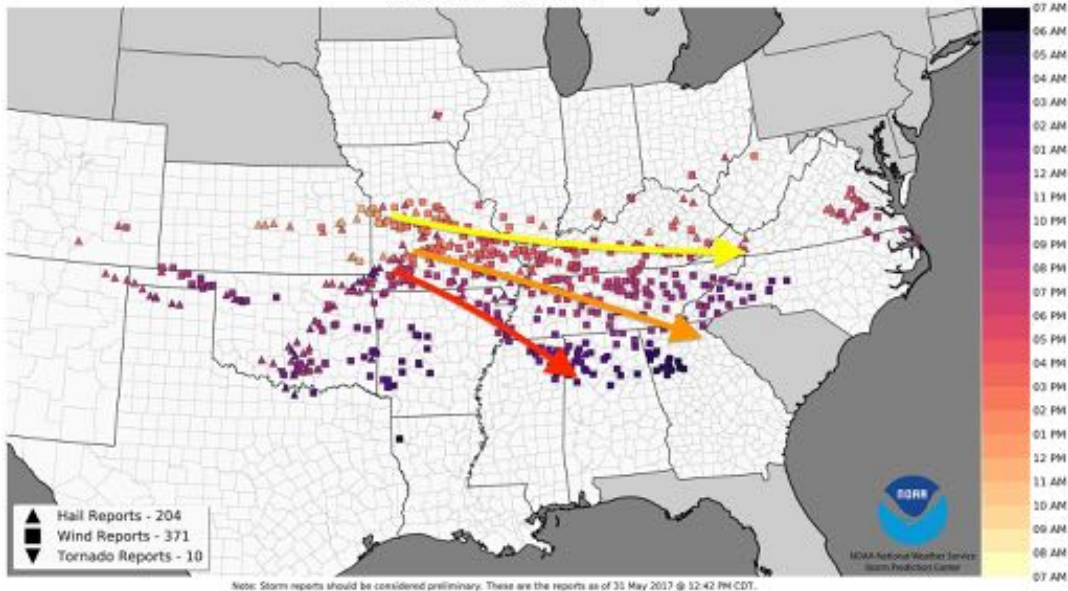 07 AM
06 AM
05 AM
04 AM
03 AM
02 AM
01 AM
12 AM
11 PM
10 PM
09 PM
08 PM
07 PM
06 PM
05 PM
04 PM
03 PM
02 PM
01 PM
12 PM
11 AM
10 AM
09 AM
08 AM
07 AM
Hail Reports - 204
Wind Reports - 371
Tornado Reports - 10
NOAA
NOAA National Weather Service
Storm Prediction Center
Note: Storm reports should be considered preliminary. These are the reports as of 31 May 2017 @ 12:42 PM CDT.